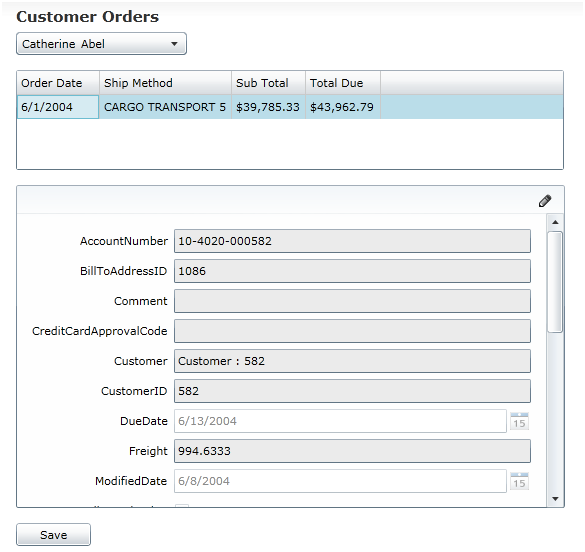 Customer Orders
Catherine Abel
Order Date Ship Method Sub Total Total Due
6/1/2004 CARGO TRANSPORT 5 $39,785.33 $43,962.79
AccountNumber 10-4020-000582
BillToAddressID 1086
Comment
CreditCardApprovalCode
Customer Customer : 582
CustomerID 582
DueDate 6/13/2004 15
Freight 994.6333
ModifiedDate 6/8/2004 15
Save